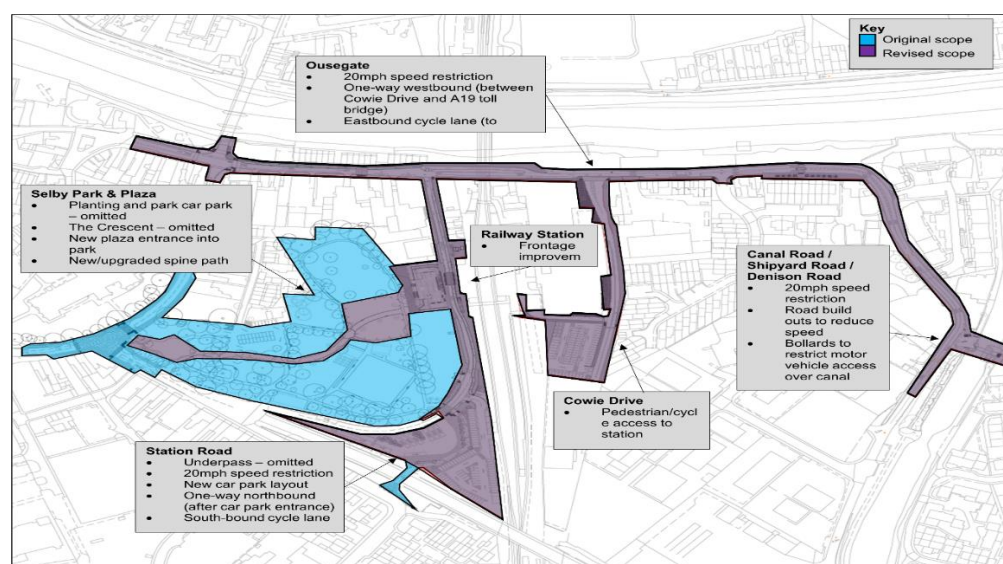 Key
Original scope
Revised scope
Ousegate
• 20mph speed restriction
• One-way westbound (between
Cowie Drive and A19 toll
bridge)
• Eastbound cycle lane (to
Selby Park & Plaza
• Planting and park car park
– omitted
• The Crescent – omitted
• New plaza entrance into
park
• New/upgraded spine path
Railway Station
• Frontage
improvem
Canal Road /
Shipyard Road /
Denison Road
• 20mph speed
restriction
• Road build
outs to reduce
speed
• Bollards to
restrict motor
vehicle access
over canal
Cowie Drive
• Pedestrian/cycl
e access to
station
Station Road
• Underpass – omitted
• 20mph speed restriction
• New car park layout
• One-way northbound
(after car park entrance)
• South-bound cycle lane